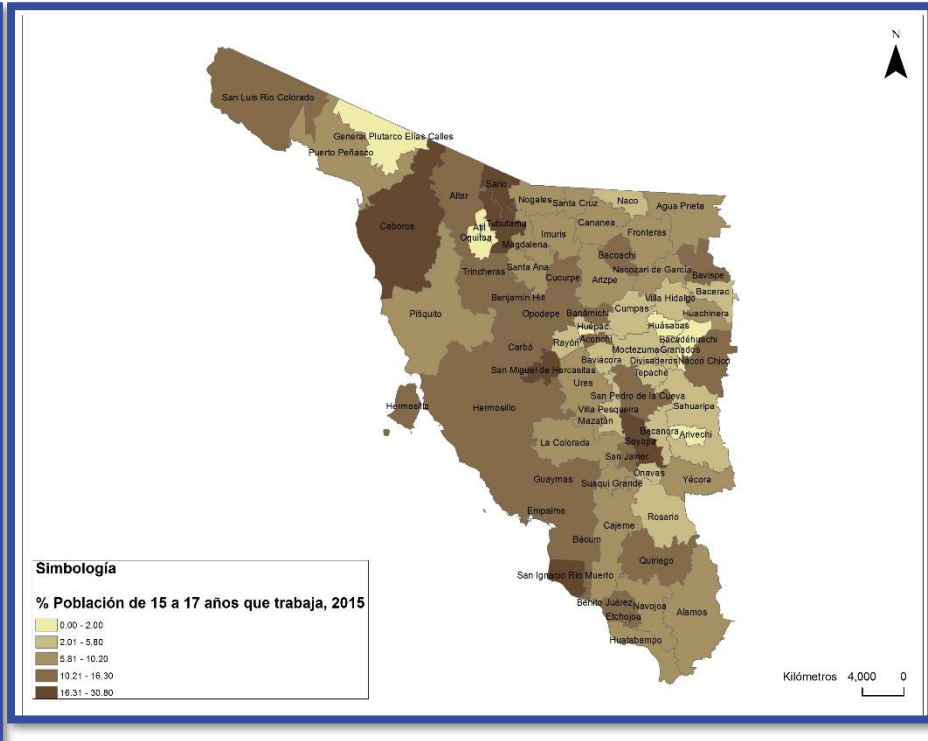 N
San Luis Río Colorado
General Plutarco Elías Calles
Puerto Peñasco
Altar
Saric
Nogales
Santa Cruz
Naco
Agua Prieta
Caborca
Atil
Tubutama
Oquitoa
Imuris
Cananea
Fronteras
Magdalena
Bacoachi
Trincheras
Santa Ana
Cucurpe
Arizpe
Nacozari de García
Bavispe
Bacerac
Benjamín Hill
Villa Hidalgo
Pitiquito
Opodepe
Banámichi
Cumpas
Huachinera
Huépac
Huásabas
Carbó
Rayón
Aconchi
Bacadéhuachi
Moctezuma
Granados
Baviácora
Divisaderos
Nácori Chico
San Miguel de Horcasitas
Tepache
Ures
Hermosillo
Hermosillo
San Pedro de la Cueva
Villa Pesqueira
Sahuaripa
Mazatán
La Colorada
Bacanora
Arivechi
Soyopa
San Javier
Onavas
Guaymas
Suaqui Grande
Yécora
Empalme
Cajeme
Rosario
Bácum
Quiriego
San Ignacio Río Muerto
Benito Juárez
Navojoa
Alamos
Etchojoa
Huatabampo
Simbología
% Población de 15 a 17 años que trabaja, 2015
0.00 - 2.00
2.01 - 5.80
5.81 - 10.20
10.21 - 16.30
16.31 - 30.80
Kilómetros 4,000 0